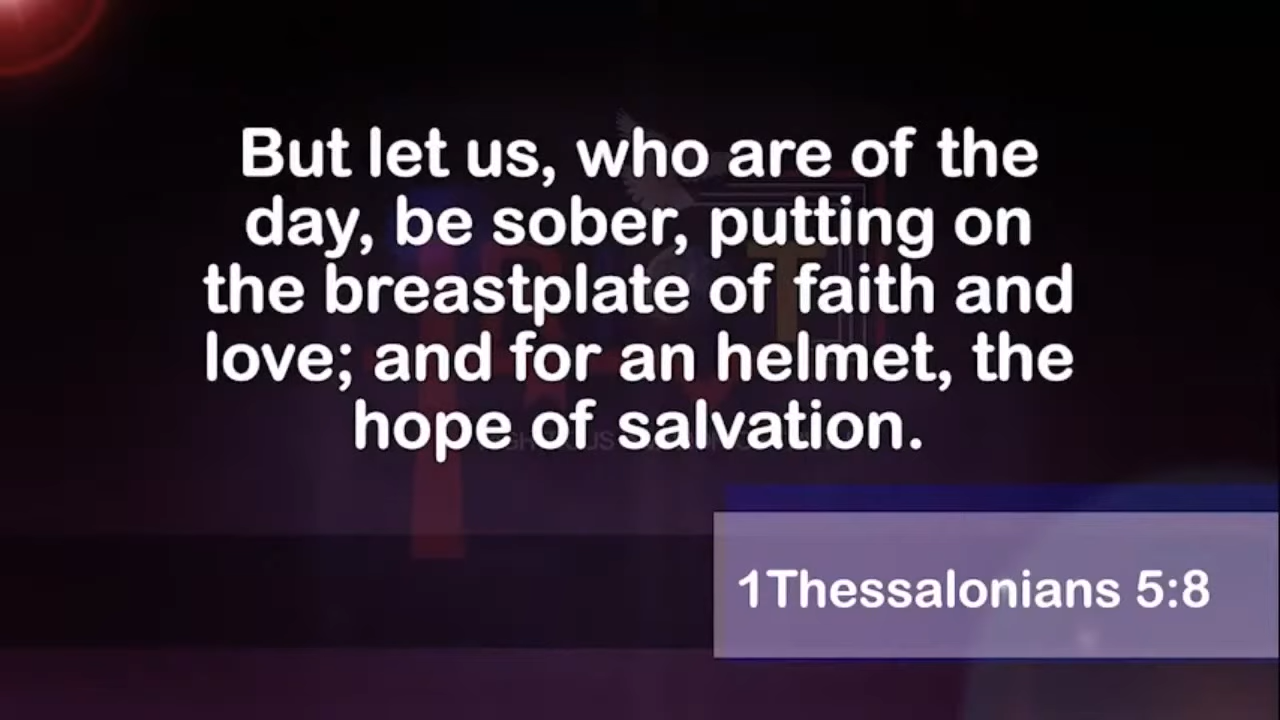 But let us, who are of the
day, be sober, putting on
the breastplate of faith and
love; and for an helmet, the
hope of salvation.
1Thessalonians 5:8